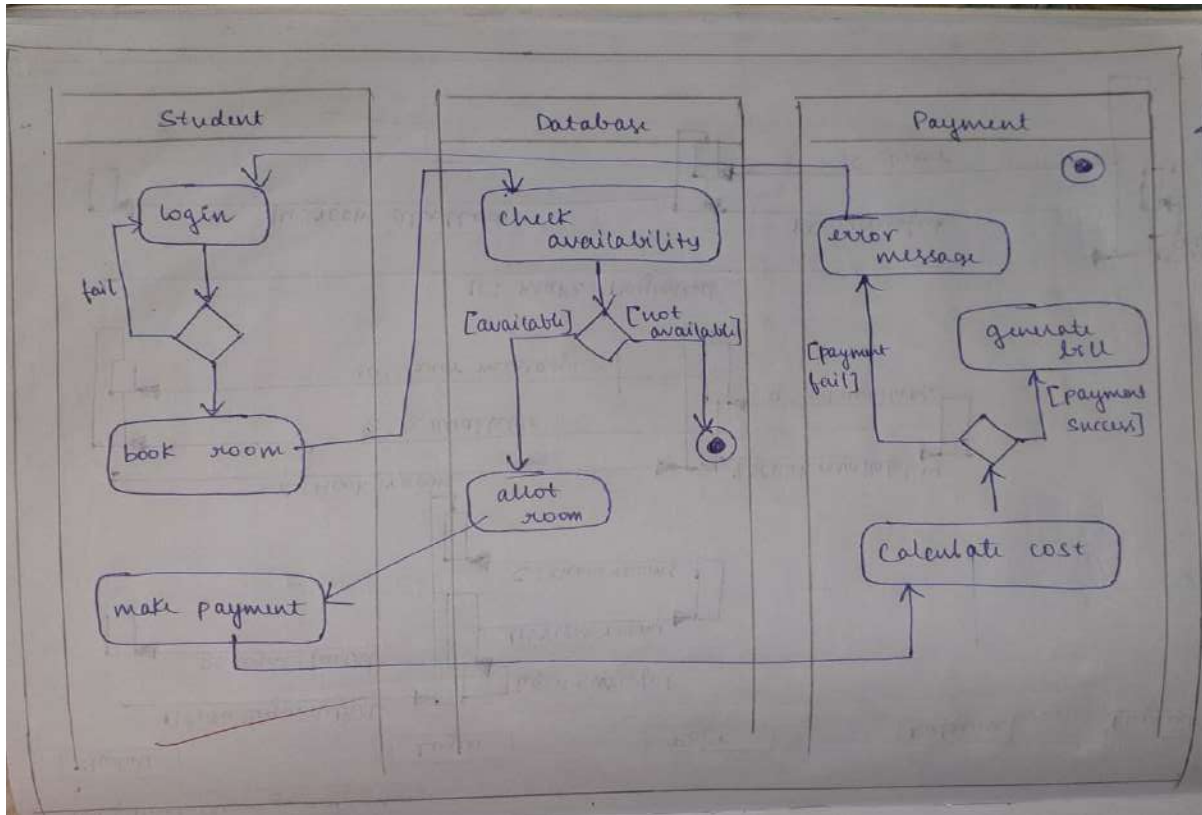 Student
Database
Payment
login
fail
book room
make payment
check
availability
[available]
[not
available]
allot
room
error
message
generate
bill
[payment
fail]
[payment
success]
Calculate cost